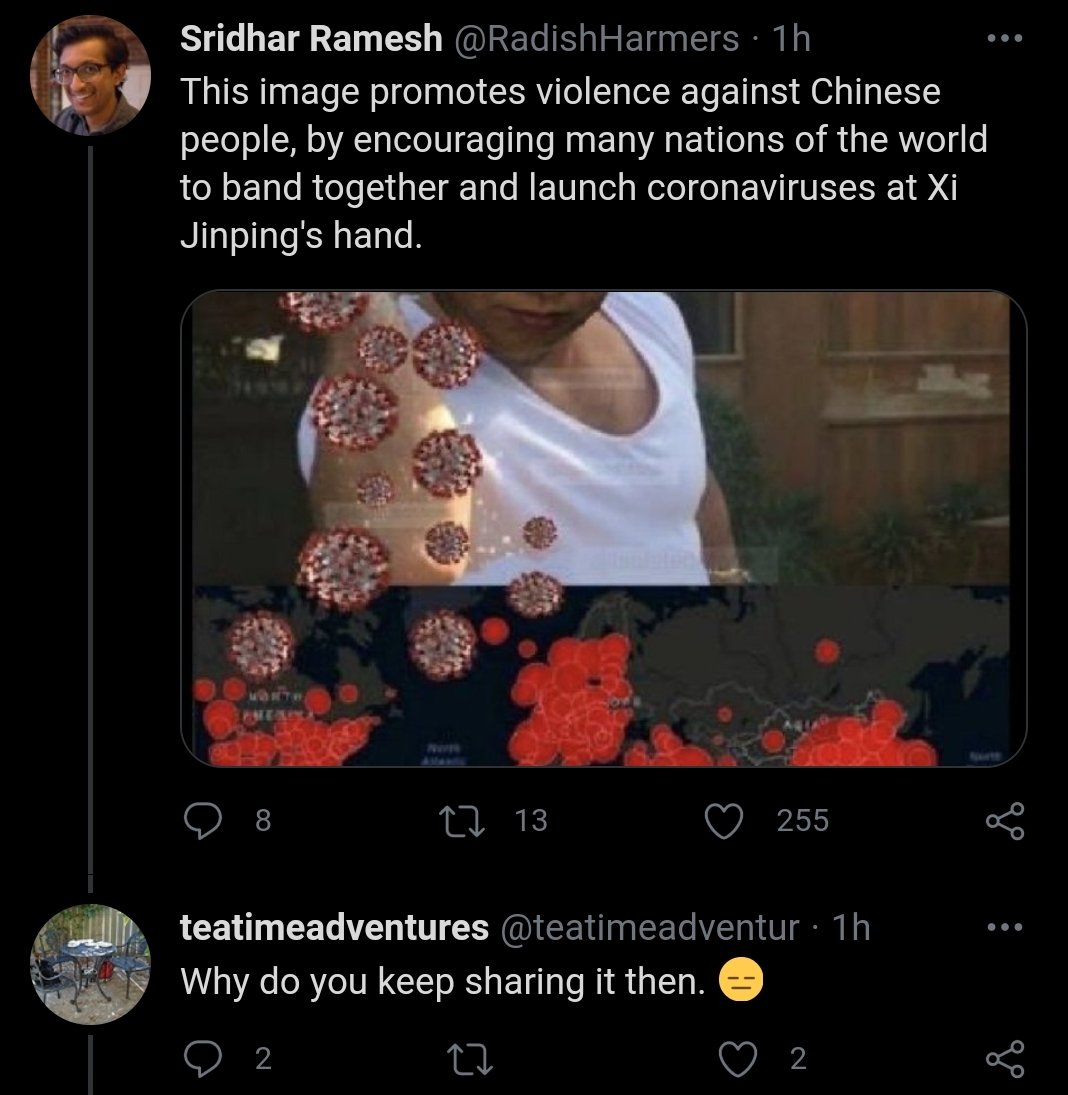 Sridhar Ramesh @RadishHarmers · 1h
This image promotes violence against Chinese
people, by encouraging many nations of the world
to band together and launch coronaviruses at Xi
Jinping's hand.
NORTH
AMERICA
ASIA
North
Atlantic
North
8 13 255
teatimeadventures @teatimeadventur · 1h
Why do you keep sharing it then. 😑
2 2